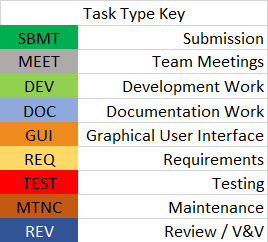 Task Type Key
SBMT Submission
MEET Team Meetings
DEV Development Work
DOC Documentation Work
GUI Graphical User Interface
REQ Requirements
TEST Testing
MTNC Maintenance
REV Review / V&V